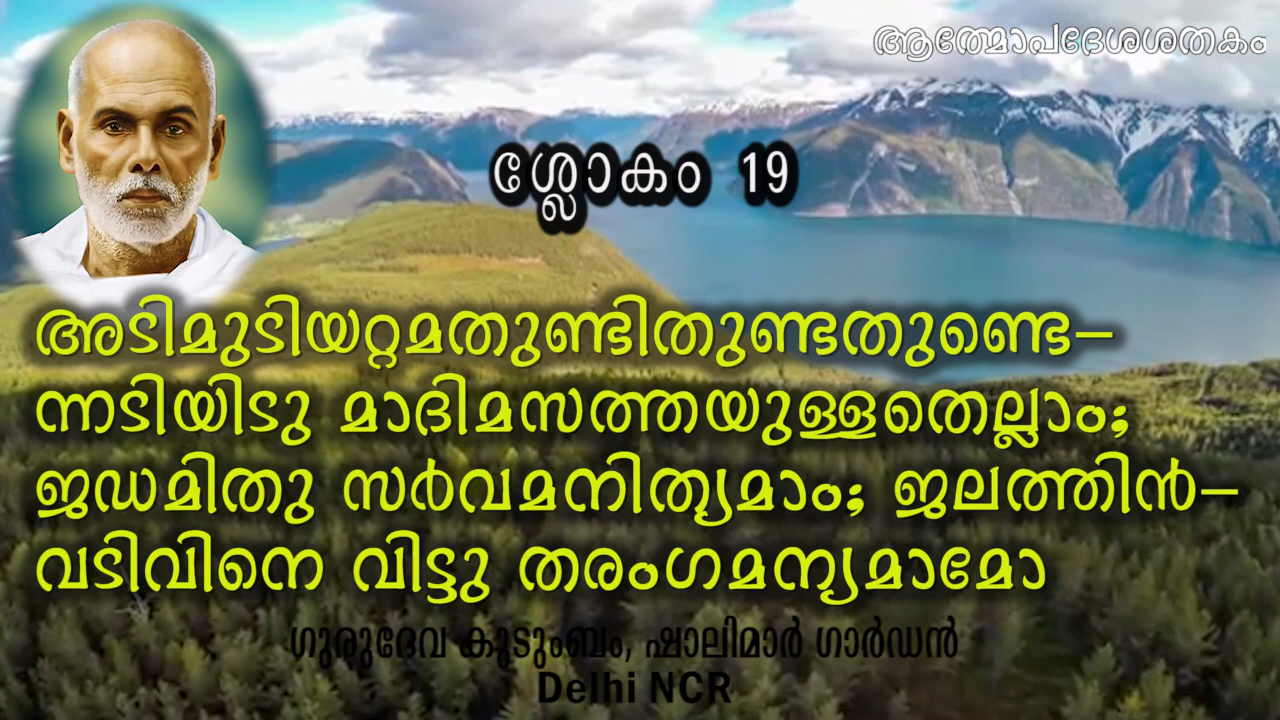 ആത്മോപദേശശതകം
ശ്ലോകം 19
അടിമുടിയറ്റമതുണ്ടിതുണ്ടതുണ്ടെ–
ന്നടിയിടു മാദിമസത്തയുള്ളതെല്ലാം;
ജഡമിതു സർവമനിത്യമാം; ജലത്തിൻ–
വടിവിനെ വിട്ടു തരംഗമന്യമാമോ
ഗുരുദേവ കുടുംബം, ഷാലിമാർ ഗാർഡൻ
Delhi NCR